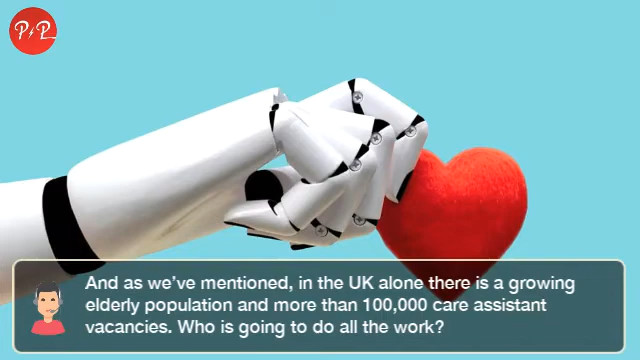 P P
And as we've mentioned, in the UK alone there is a growing
elderly population and more than 100,000 care assistant
vacancies. Who is going to do all the work?